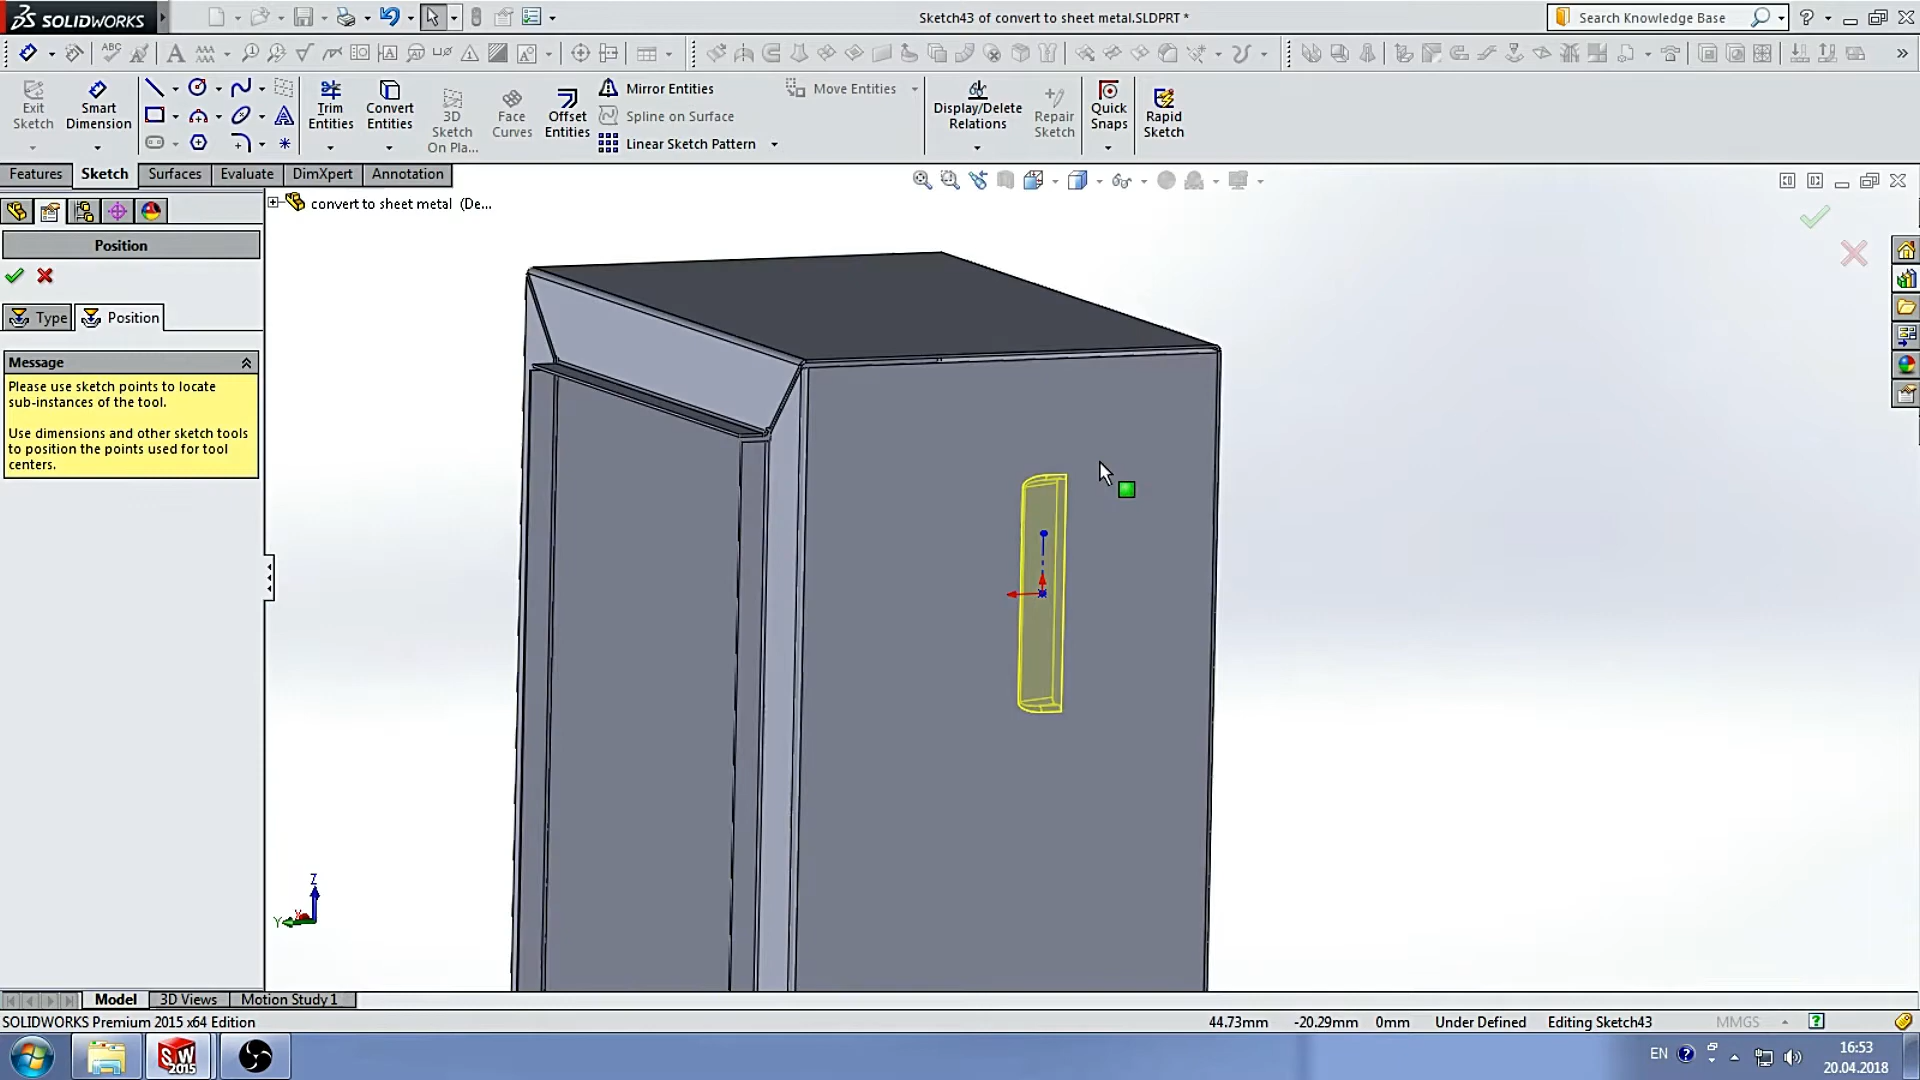 SOLIDWORKS
Sketch43 of convert to sheet metal.SLDPRT *
Search Knowledge Base
Exit
Sketch
Smart
Dimension
Trim
Entities
Convert
Entities
3D
Sketch
On Pla...
Face
Curves
Offset
Entities
Mirror Entities
Spline on Surface
Linear Sketch Pattern
Move Entities
Display/Delete
Relations
Repair
Sketch
Quick
Snaps
Rapid
Sketch
Features
Sketch
Surfaces
Evaluate
DimXpert
Annotation
convert to sheet metal (De...
Position
Type
Position
Message
Please use sketch points to locate
sub-instances of the tool.
Use dimensions and other sketch tools
to position the points used for tool
centers.
Z
Y
X
Model
3D Views
Motion Study 1
SOLIDWORKS Premium 2015 x64 Edition
44.73mm
-20.29mm
0mm
Under Defined
Editing Sketch43
MMGS
SW
2015
EN
16:53
20.04.2018